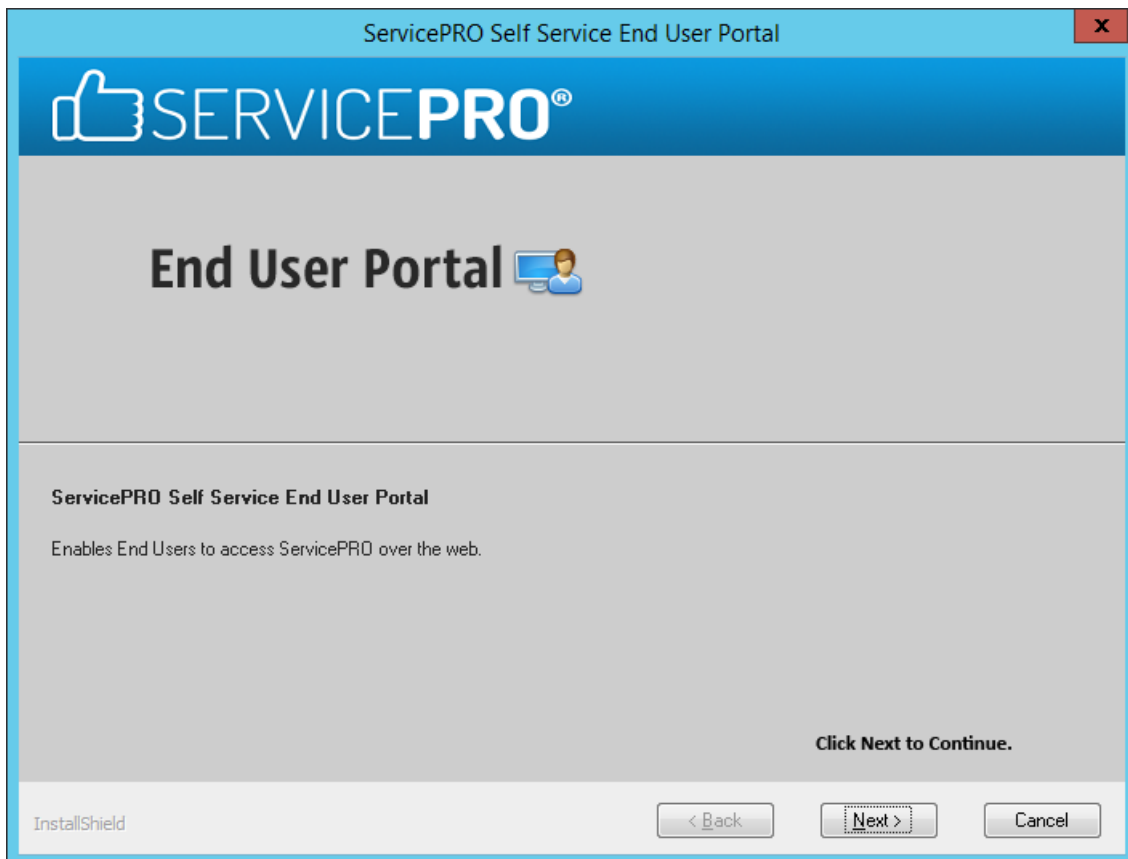 ServicePRO Self Service End User Portal
X
SERVICEPRO®
End User Portal
ServicePRO Self Service End User Portal
Enables End Users to access ServicePRO over the web.
Click Next to Continue.
InstallShield
< Back
Next >
Cancel